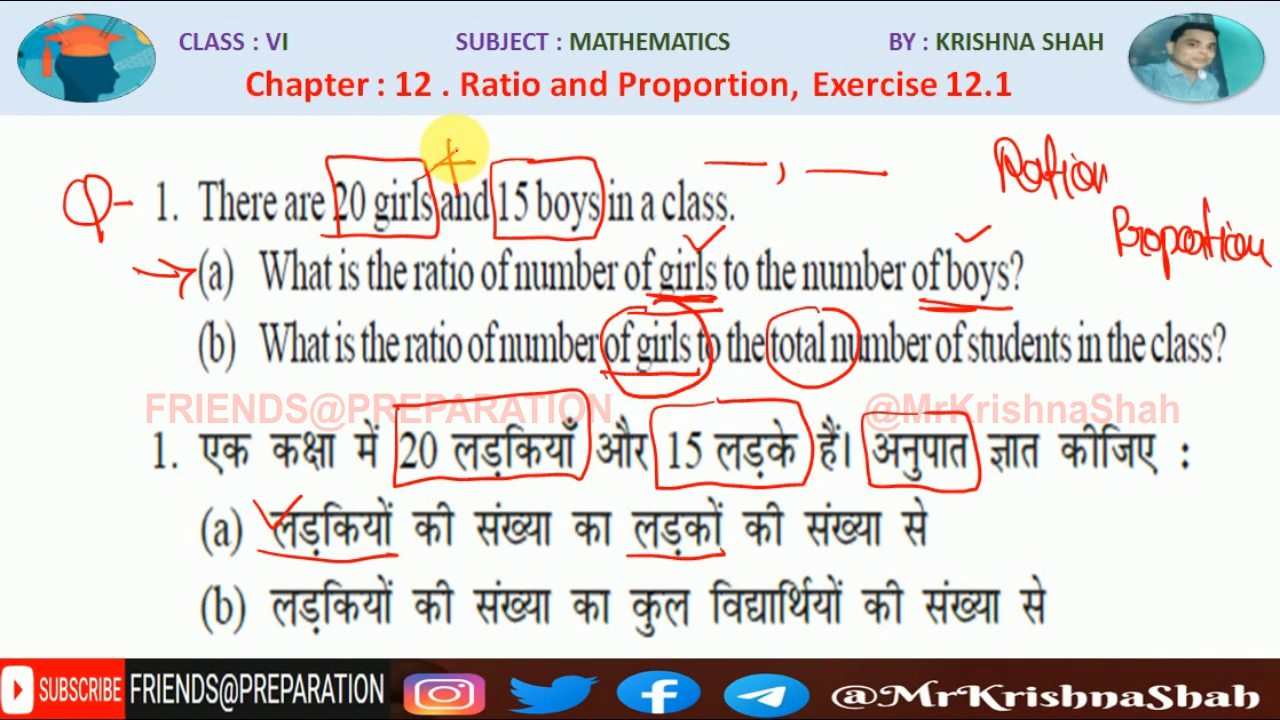 CLASS : VI SUBJECT : MATHEMATICS BY : KRISHNA SHAH
Chapter : 12 . Ratio and Proportion, Exercise 12.1
Q- 1. There are 20 girls and 15 boys in a class.
Ration
Propoation
(a) What is the ratio of number of girls to the number of boys?
(b) What is the ratio of number of girls to the total number of students in the class?
FRIENDS@PREPARATION @MrKrishnaShah
1. एक कक्षा में 20 लड़कियाँ और 15 लड़के हैं। अनुपात ज्ञात कीजिए :
(a) लड़कियों की संख्या का लड़कों की संख्या से
(b) लड़कियों की संख्या का कुल विद्यार्थियों की संख्या से
SUBSCRIBE FRIENDS@PREPARATION @MrKrishnaShah